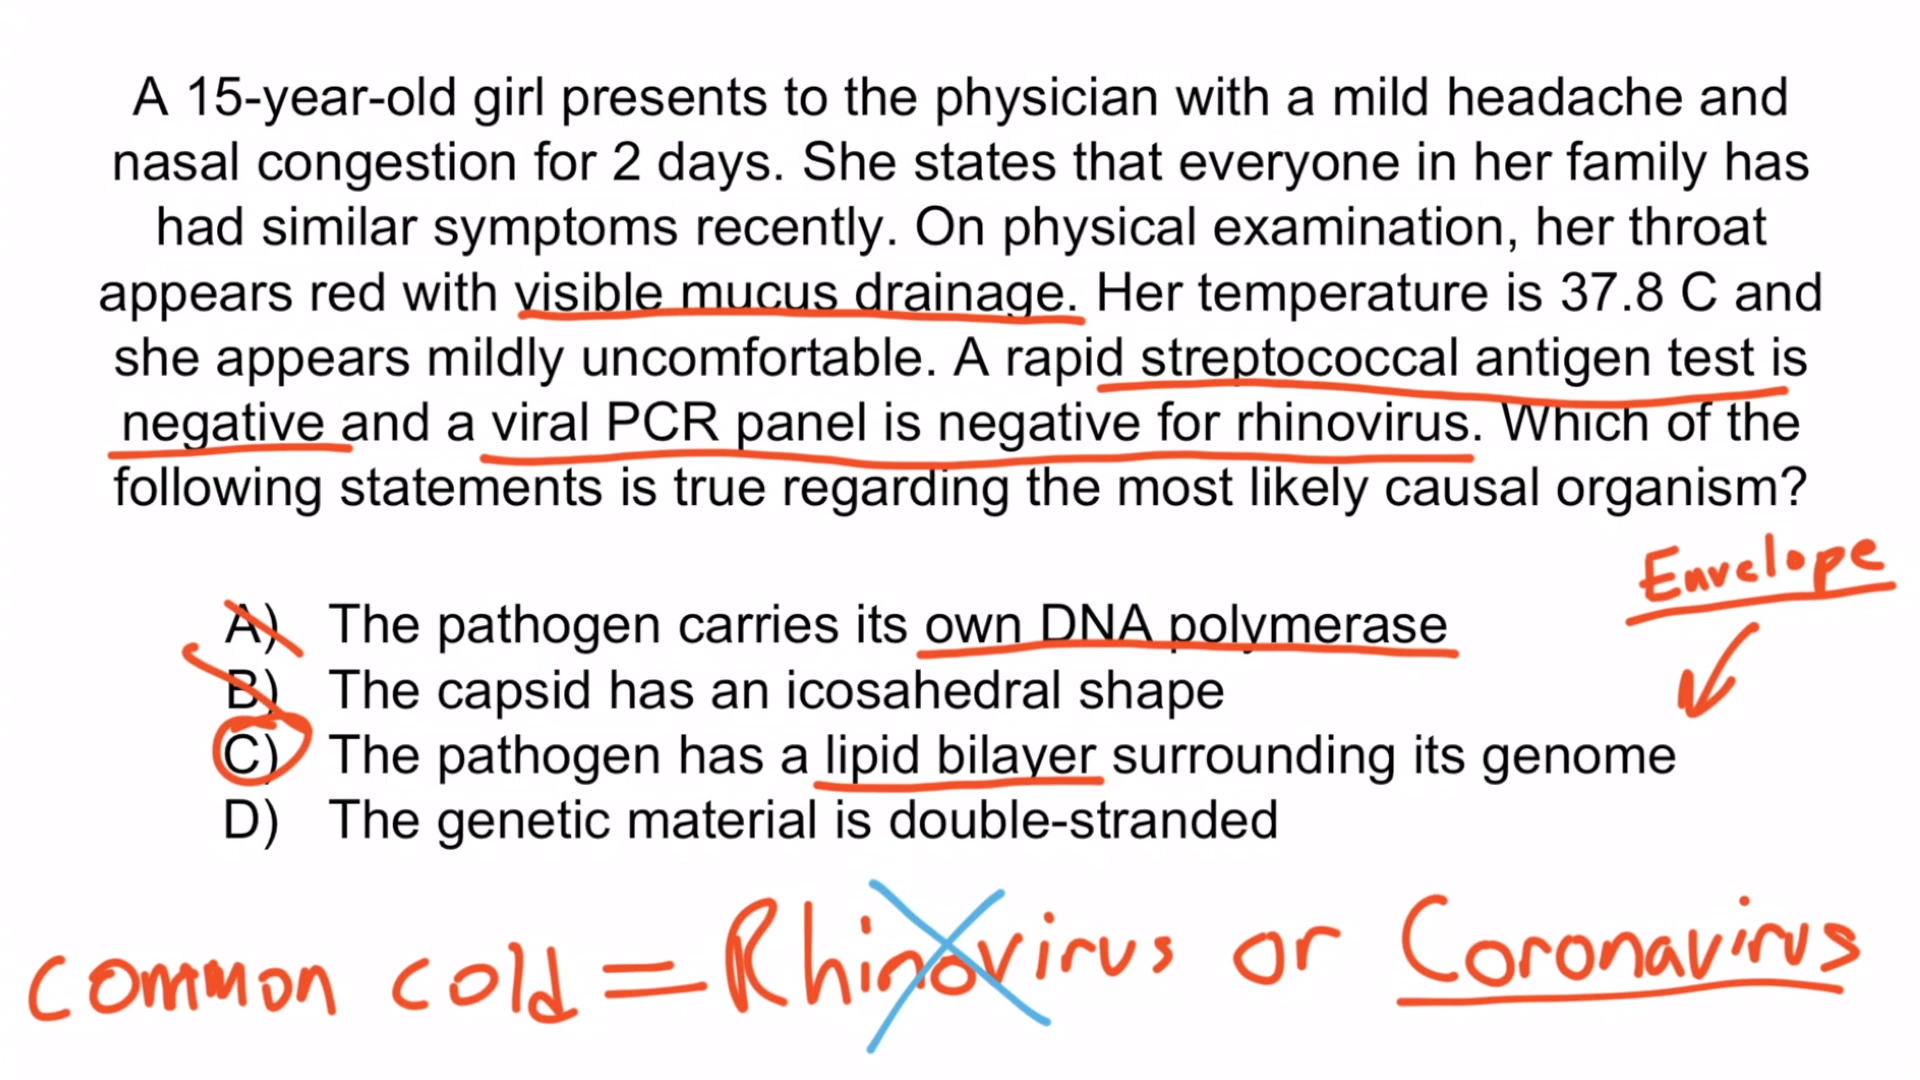 A 15-year-old girl presents to the physician with a mild headache and
nasal congestion for 2 days. She states that everyone in her family has
had similar symptoms recently. On physical examination, her throat
appears red with visible mucus drainage. Her temperature is 37.8 C and
she appears mildly uncomfortable. A rapid streptococcal antigen test is
negative and a viral PCR panel is negative for rhinovirus. Which of the
following statements is true regarding the most likely causal organism?
Envelope
A) The pathogen carries its own DNA polymerase
B) The capsid has an icosahedral shape
C) The pathogen has a lipid bilayer surrounding its genome
D) The genetic material is double-stranded
common cold = Rhinovirus or Coronavirus